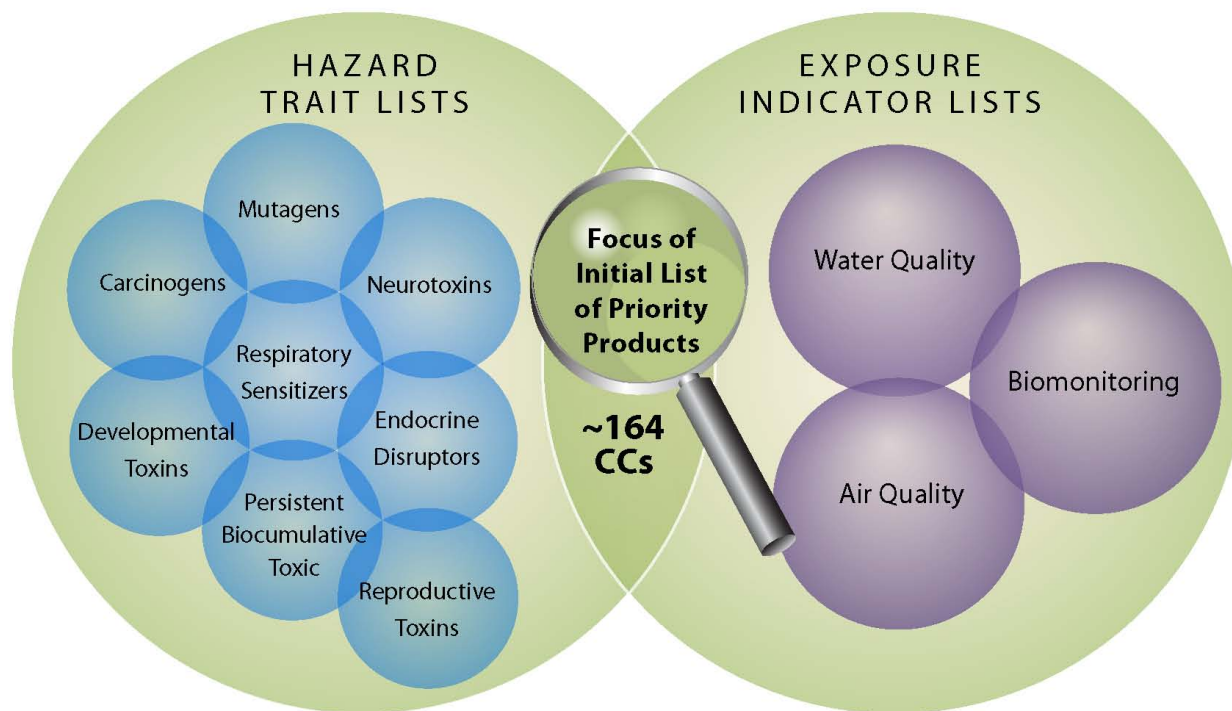 HAZARD
TRAIT LISTS
Mutagens
Carcinogens
Neurotoxins
Respiratory
Sensitizers
Developmental
Toxins
Endocrine
Disruptors
Persistent
Biocumulative
Toxic
Reproductive
Toxins
Focus of
Initial List
of Priority
Products
~164
CCs
EXPOSURE
INDICATOR LISTS
Water Quality
Biomonitoring
Air Quality